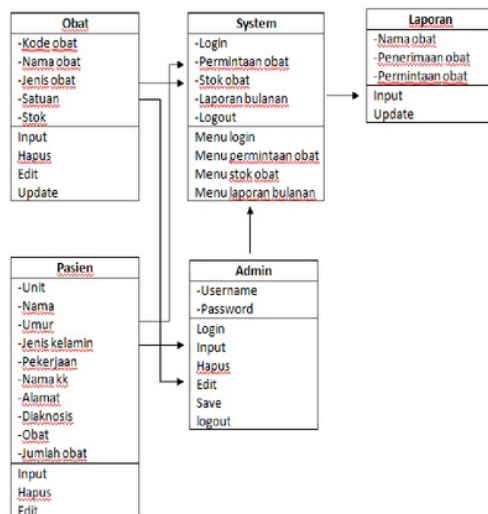 Obat
-Kode obat
-Nama obat
-Jenis obat
-Satuan
-Stok
Input
Hapus
Edit
Update
System
-Login
-Permintaan obat
-Stok obat
-Laporan bulanan
-Logout
Menu login
Menu permintaan obat
Menu stok obat
Menu laporan bulanan
Laporan
-Nama obat
-Penerimaan obat
-Permintaan obat
Input
Update
Pasien
-Unit
-Nama
-Umur
-Jenis kelamin
-Pekerjaan
-Nama kk
-Alamat
-Diaknosis
-Obat
-Jumlah obat
Input
Hapus
Edit
Admin
-Username
-Password
Login
Input
Hapus
Edit
Save
logout